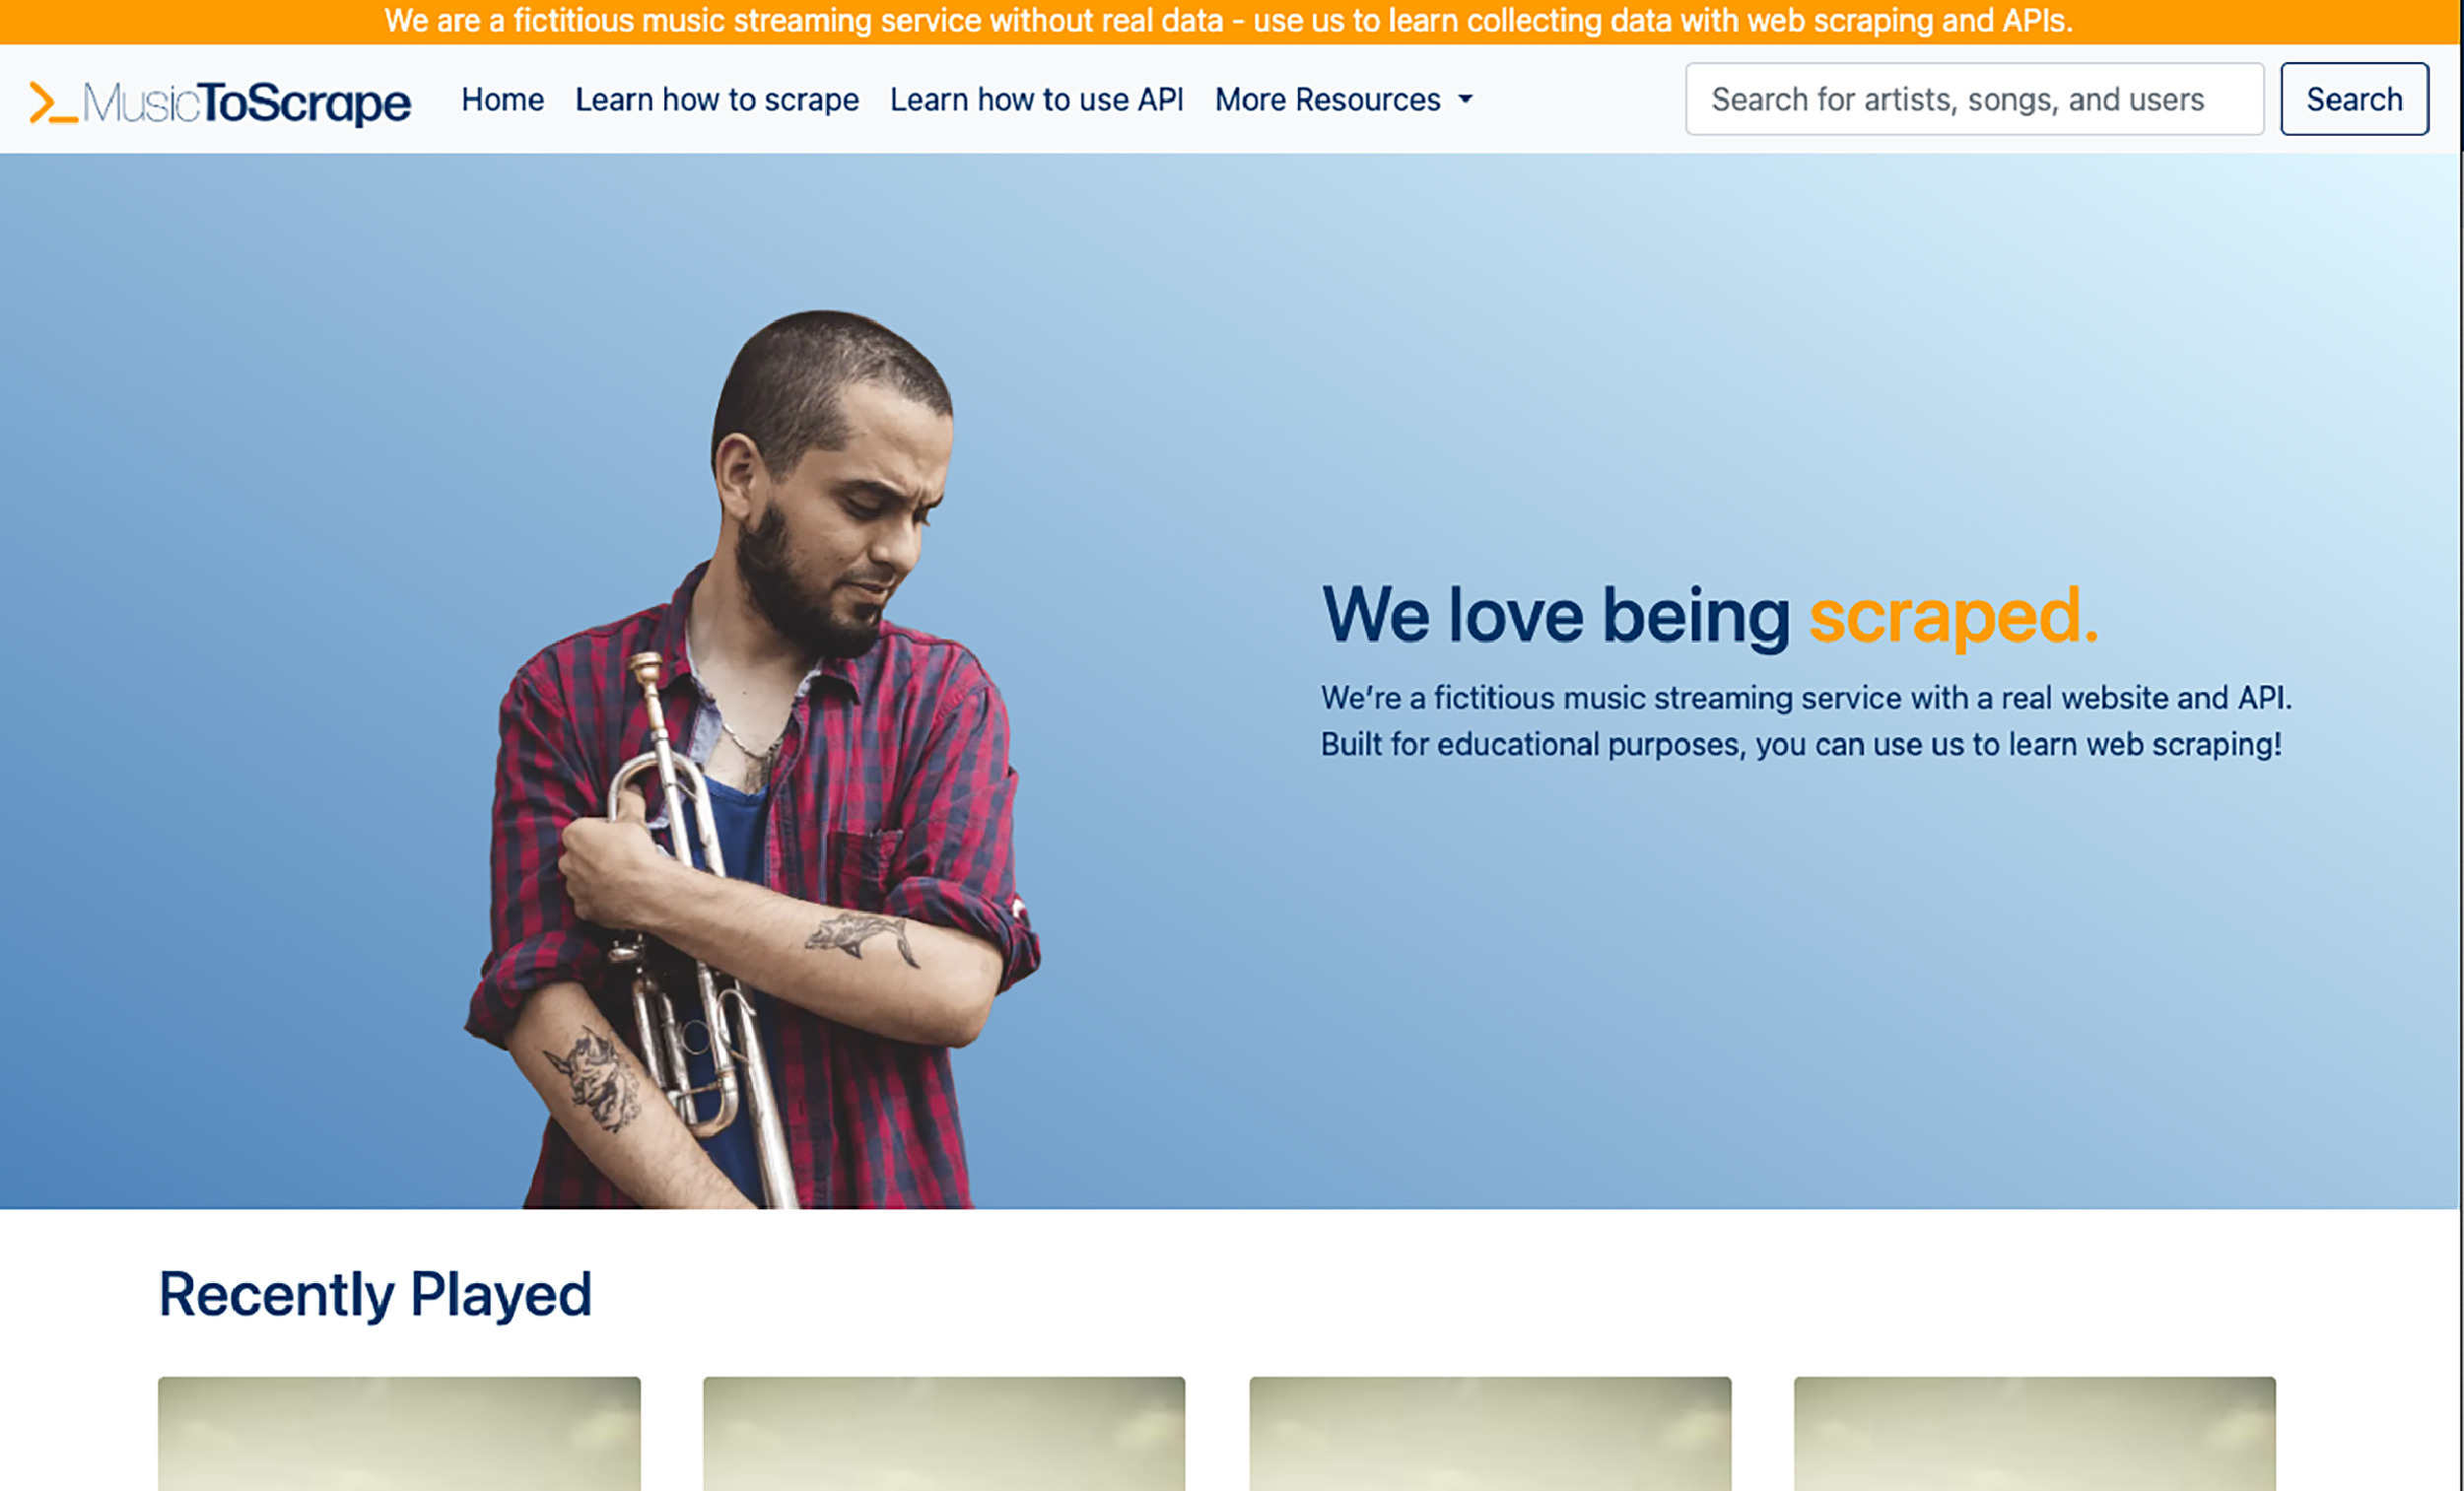 We are a fictitious music streaming service without real data - use us to learn collecting data with web scraping and APIs.
>_MusicToScrape
Home
Learn how to scrape
Learn how to use API
More Resources
Search for artists, songs, and users
Search
We love being scraped.
We're a fictitious music streaming service with a real website and API.
Built for educational purposes, you can use us to learn web scraping!
Recently Played